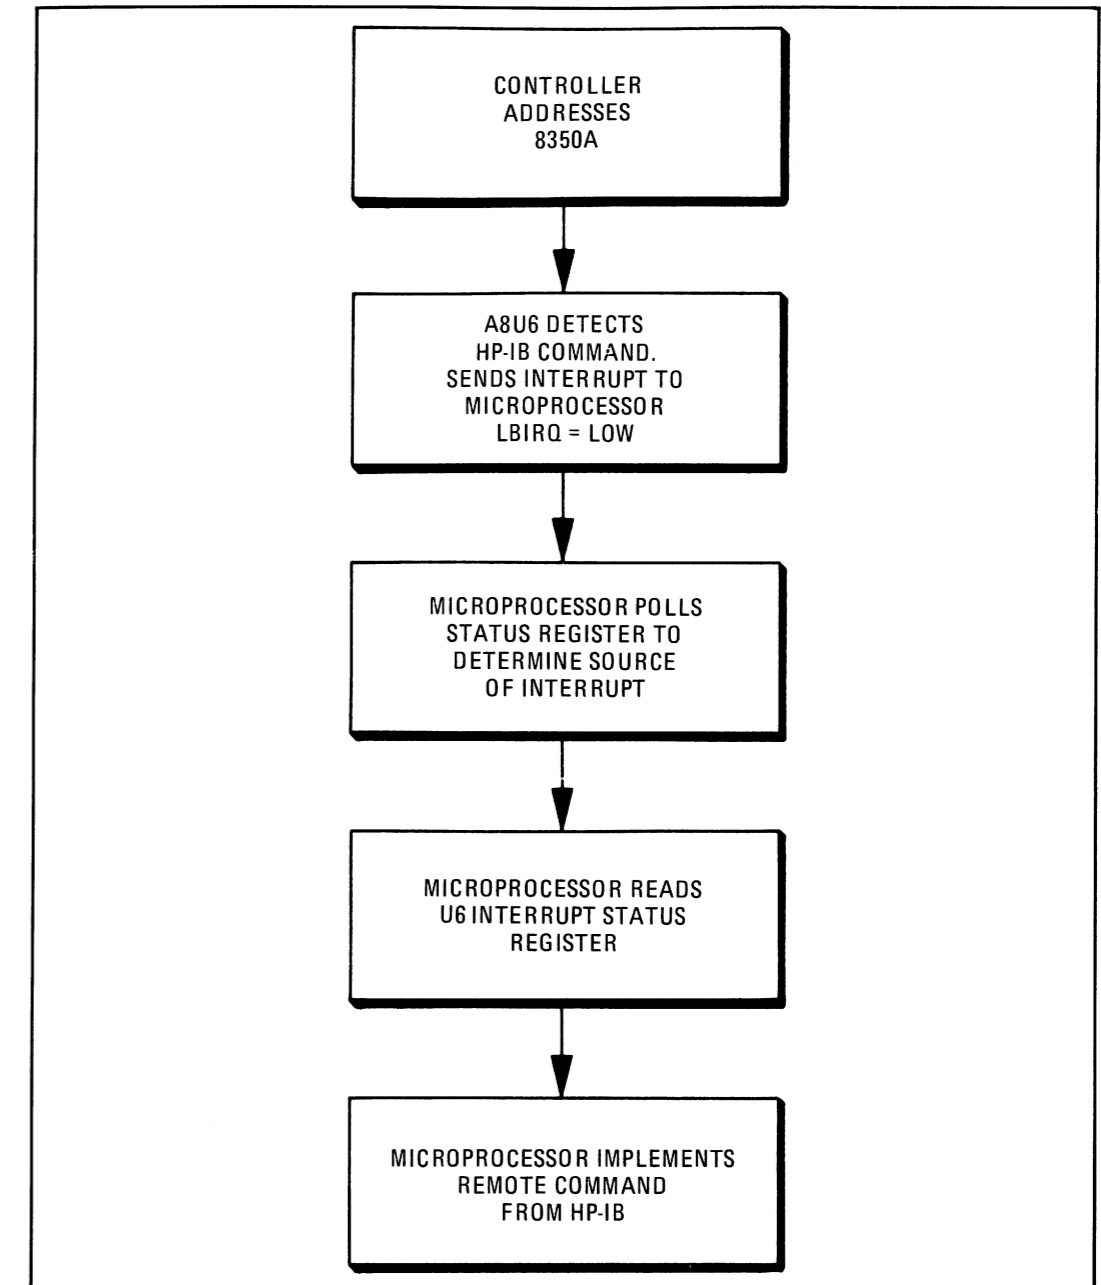 CONTROLLER
ADDRESSES
8350A
A8U6 DETECTS
HP-IB COMMAND.
SENDS INTERRUPT TO
MICROPROCESSOR
LBIRQ = LOW
MICROPROCESSOR POLLS
STATUS REGISTER TO
DETERMINE SOURCE
OF INTERRUPT
MICROPROCESSOR READS
U6 INTERRUPT STATUS
REGISTER
MICROPROCESSOR IMPLEMENTS
REMOTE COMMAND
FROM HP-IB